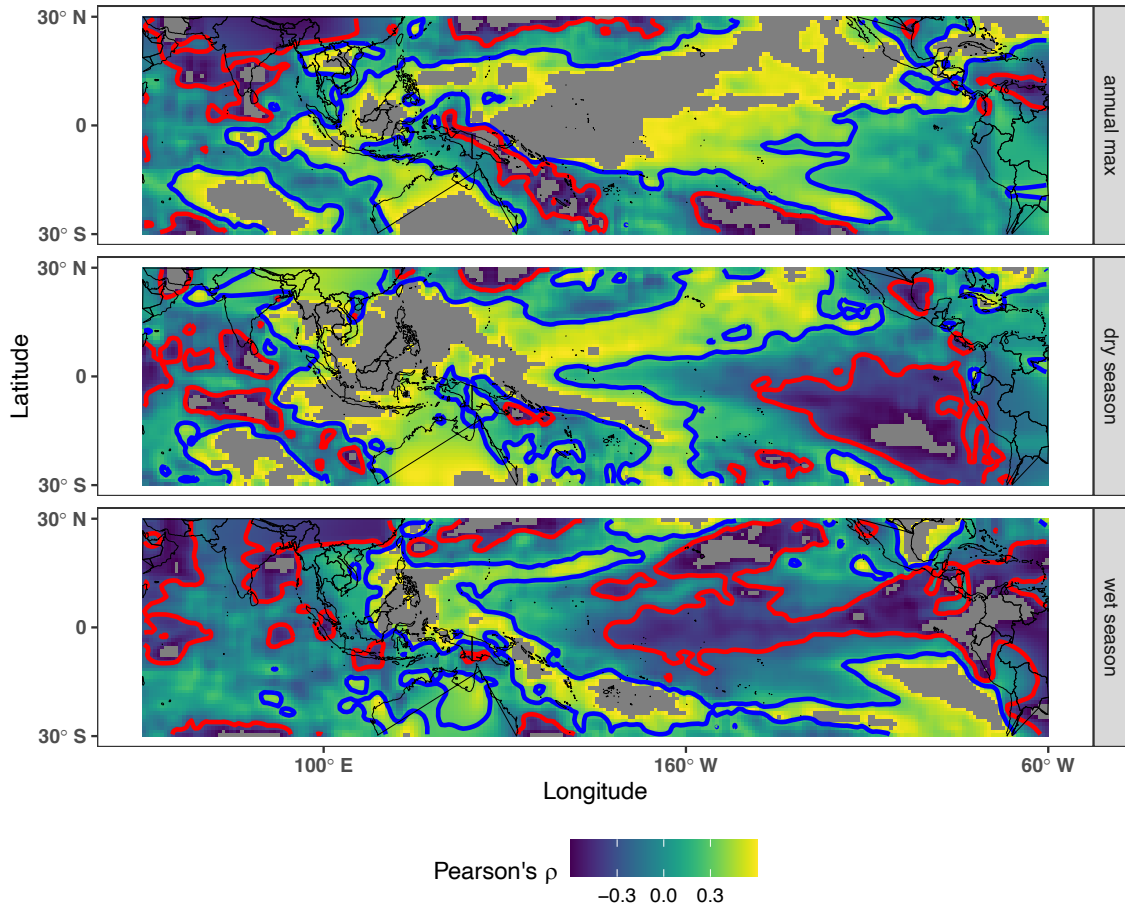 30° N
0
30° S
annual max
30° N
0
30° S
dry season
30° N
0
30° S
wet season
Latitude
100° E
160° W
60° W
Longitude
Pearson's ρ
−0.3
0.0
0.3